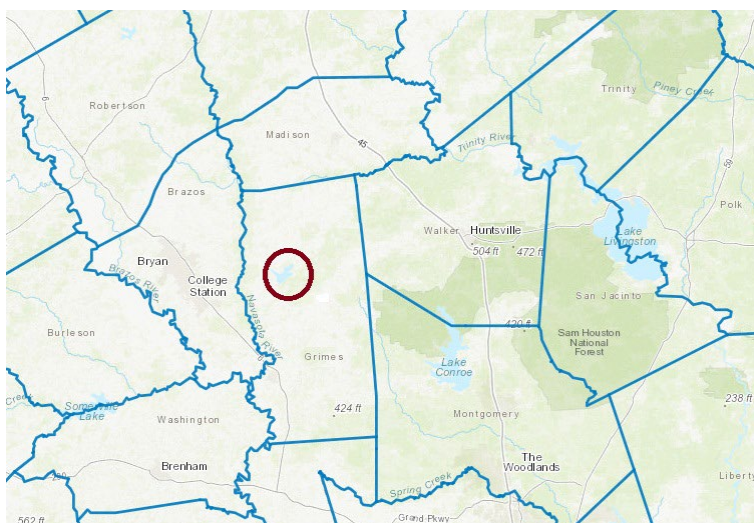 Trinity
Piney Creek
6
Robertson
Madison
45
Trinity River
59
Brazos
Polk
Walker
Huntsville
Lake
Livingston
504 ft
472 ft
Bryan
College
Station
Brazos River
San Jacinto
Navasota River
Burleson
6
420 ft
Sam Houston
National
Forest
Grimes
Lake
Conroe
Creek
Somerville
Lake
424 ft
Montgomery
238 ft
Washington
The
Woodlands
Brenham
290
Spring Creek
Liberty
562 ft
Grand Pkwy